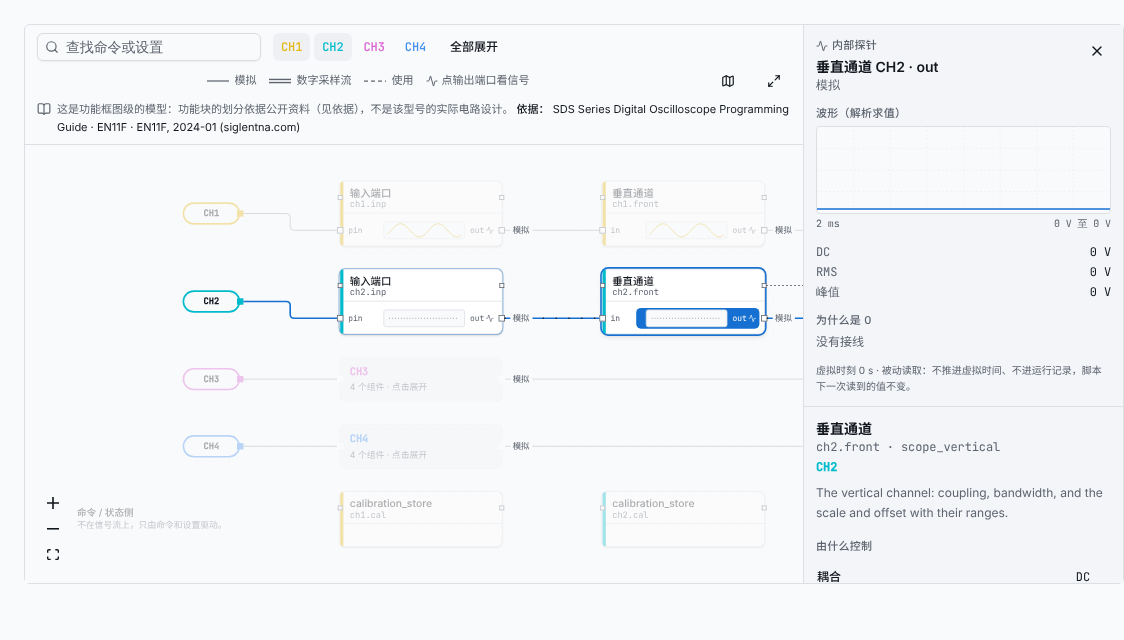 查找命令或设置
CH1 CH2 CH3 CH4 全部展开
模拟 数字采样流 使用 点输出端口看信号
这是功能框图级的模型：功能块的划分依据公开资料（见依据），不是该型号的实际电路设计。 依据： SDS Series Digital Oscilloscope Programming
Guide · EN11F · EN11F, 2024-01 (siglentna.com)
CH1
输入端口
ch1.inp
pin
out
模拟
垂直通道
ch1.front
in
out
模拟
CH2
输入端口
ch2.inp
pin
out
模拟
垂直通道
ch2.front
in
out
模拟
CH3
CH3
4 个组件 · 点击展开
模拟
CH4
CH4
4 个组件 · 点击展开
模拟
命令 / 状态侧
不在信号流上，只由命令和设置驱动。
calibration_store
ch1.cal
calibration_store
ch2.cal
内部探针
垂直通道 CH2 · out
模拟
波形（解析求值）
2 ms 0 V 至 0 V
DC 0 V
RMS 0 V
峰值 0 V
为什么是 0
没有接线
虚拟时刻 0 s · 被动读取：不推进虚拟时间、不进运行记录，脚本
下一次读到的值不变。
垂直通道
ch2.front · scope_vertical
CH2
The vertical channel: coupling, bandwidth, and the
scale and offset with their ranges.
由什么控制
耦合 DC